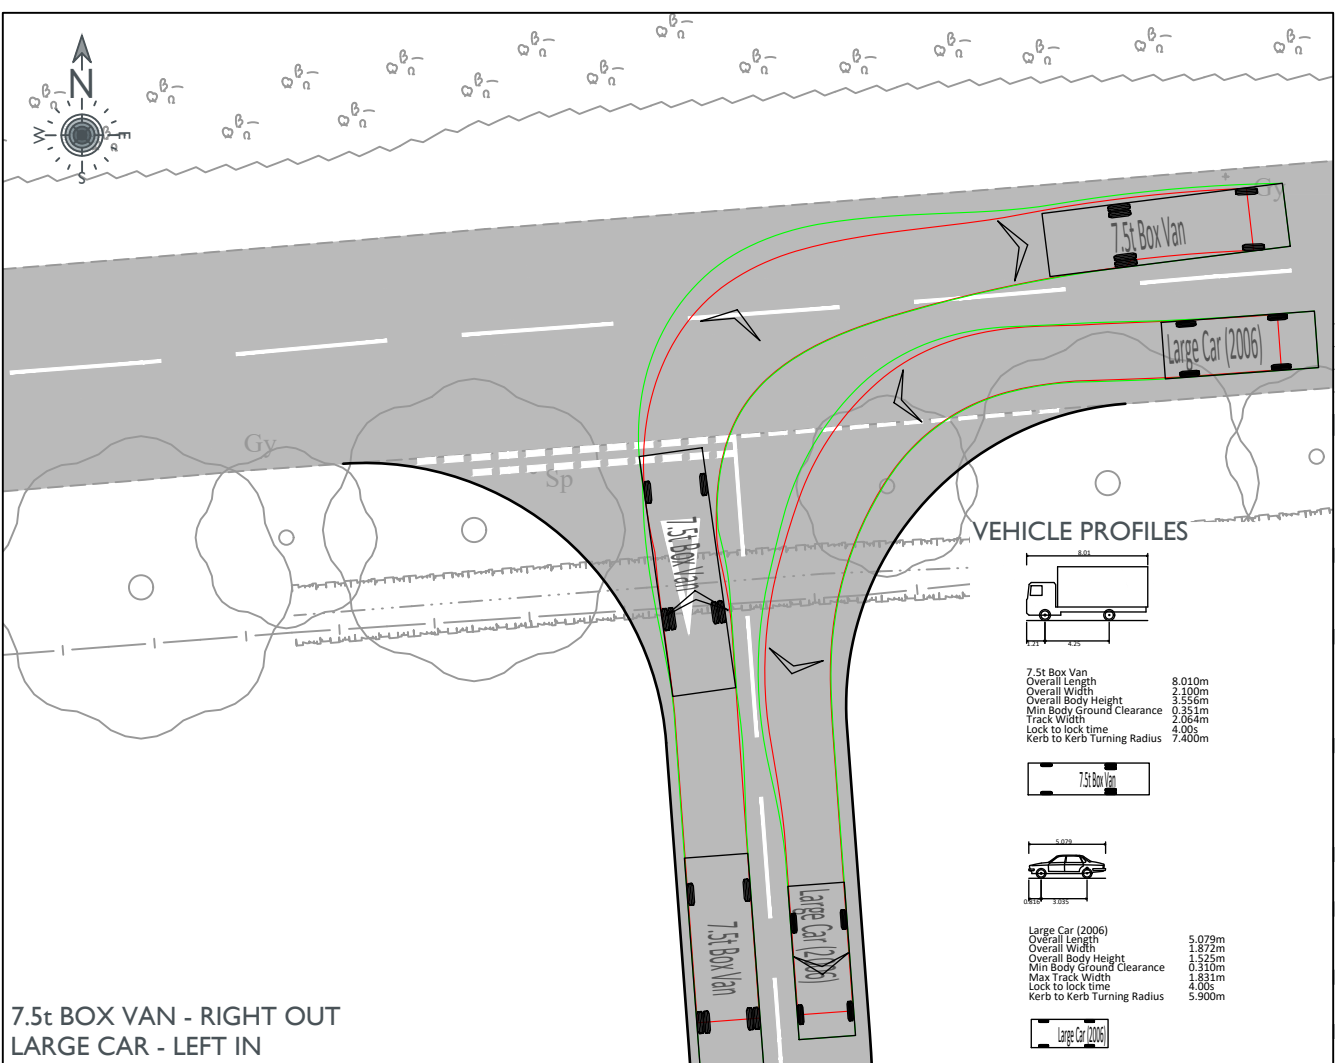 N
W
E
S
Gy
7.5t Box Van
Large Car (2006)
Gy
Sp
7.5t Box Van
VEHICLE PROFILES
8.01
1.21
4.25
7.5t Box Van
Overall Length 8.010m
Overall Width 2.100m
Overall Body Height 3.556m
Min Body Ground Clearance 0.351m
Track Width 2.064m
Lock to lock time 4.00s
Kerb to Kerb Turning Radius 7.400m
7.5t Box Van
5.079
0.816
3.035
Large Car (2006)
Overall Length 5.079m
Overall Width 1.872m
Overall Body Height 1.525m
Min Body Ground Clearance 0.310m
Max Track Width 1.831m
Lock to lock time 4.00s
Kerb to Kerb Turning Radius 5.900m
Large Car (2006)
7.5t Box Van
Large Car (2006)
7.5t BOX VAN - RIGHT OUT
LARGE CAR - LEFT IN